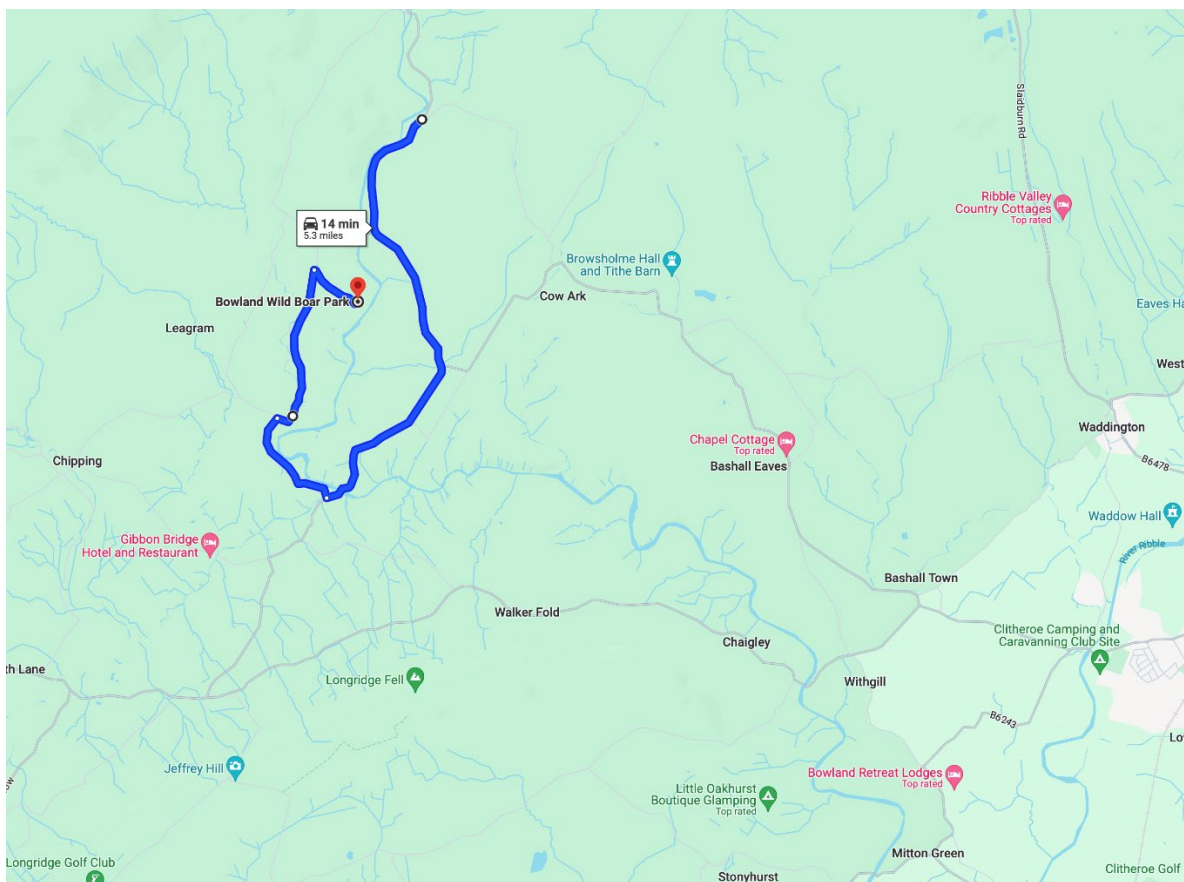 Slaidburn Rd
Ribble Valley
Country Cottages
Top rated
14 min
5.3 miles
Browsholme Hall
and Tithe Barn
Cow Ark
Bowland Wild Boar Park
Eaves Ha
Leagram
West
Waddington
Chapel Cottage
Top rated
Bashall Eaves
Chipping
B6478
Waddow Hall
River Ribble
Gibbon Bridge
Hotel and Restaurant
Bashall Town
Walker Fold
Chaigley
Clitheroe Camping and
Caravanning Club Site
th Lane
Longridge Fell
Withgill
B6243
Lo
Jeffrey Hill
ow
Bowland Retreat Lodges
Top rated
Little Oakhurst
Boutique Glamping
Top rated
Mitton Green
Longridge Golf Club
Stonyhurst
Clitheroe Golf